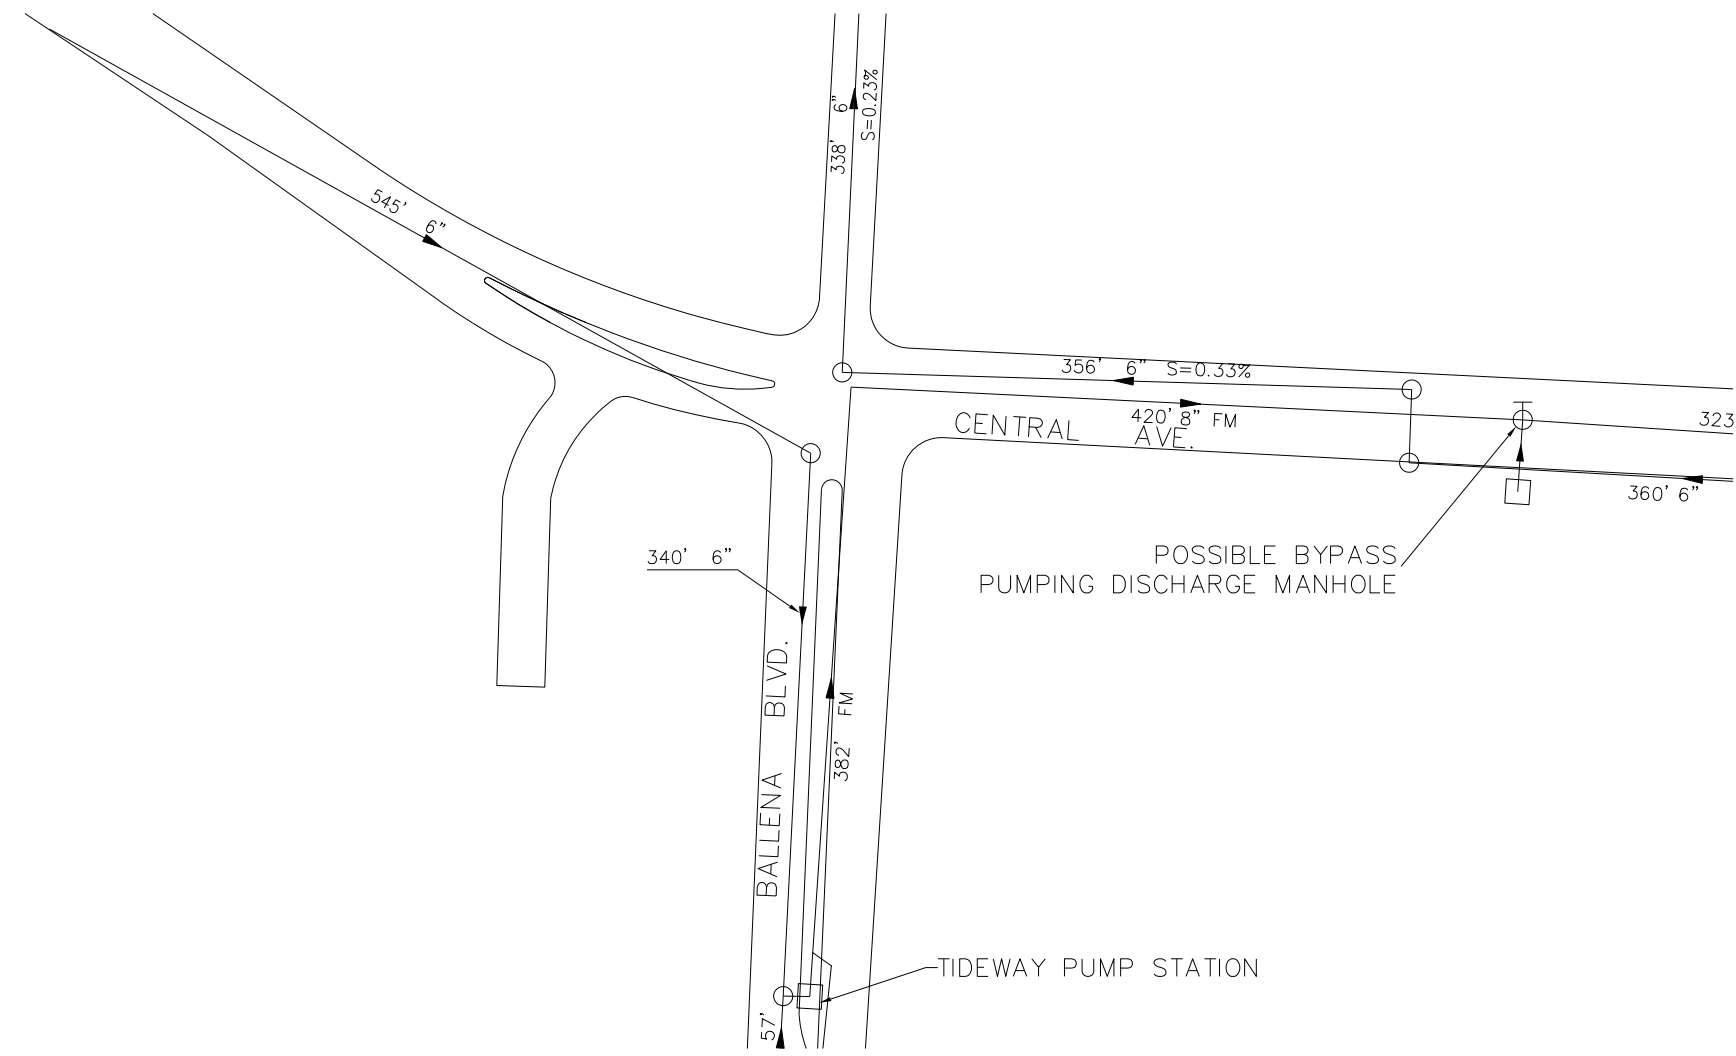 338'  6"
S=0.23%
545'  6"
356'  6"  S=0.33%
420' 8" FM
CENTRAL  AVE.
323
360' 6"
340'  6"
POSSIBLE BYPASS
PUMPING DISCHARGE MANHOLE
BALLENA  BLVD.
382'  FM
TIDEWAY PUMP STATION
57'